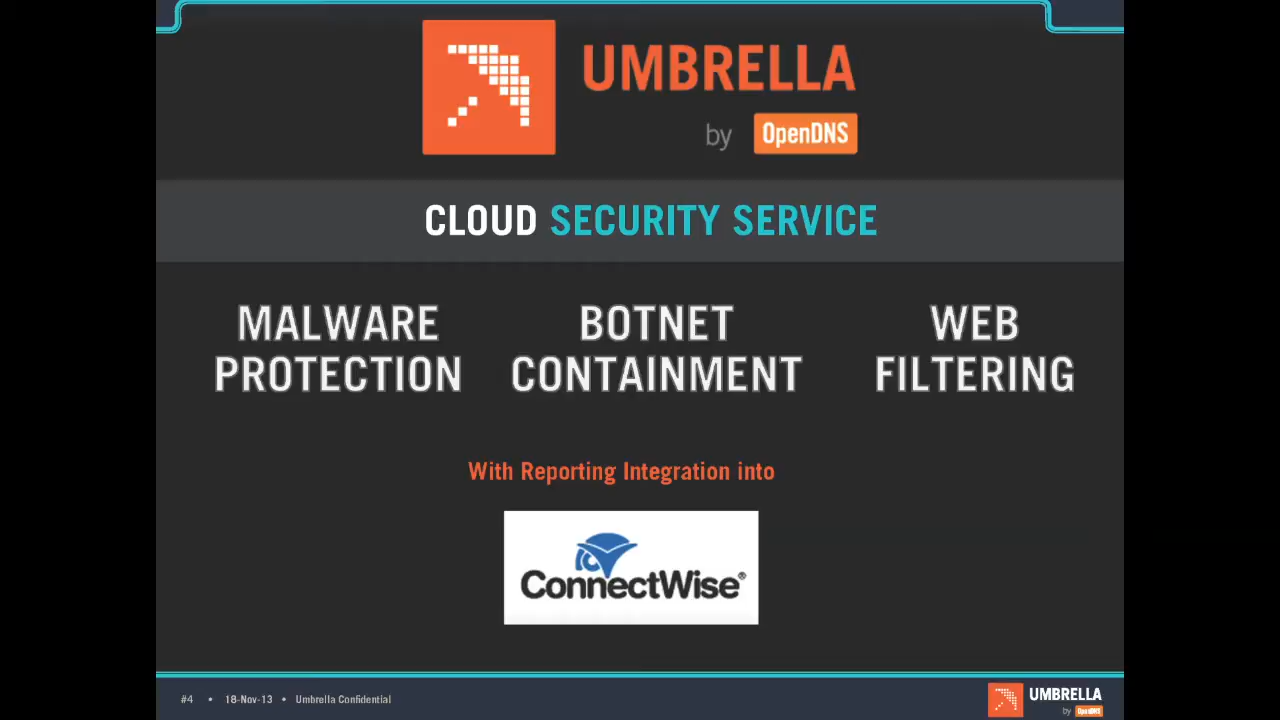 UMBRELLA
by OpenDNS
CLOUD SECURITY SERVICE
MALWARE PROTECTION
BOTNET CONTAINMENT
WEB FILTERING
With Reporting Integration into
ConnectWise®
#4 • 18-Nov-13 • Umbrella Confidential
UMBRELLA
by OpenDNS